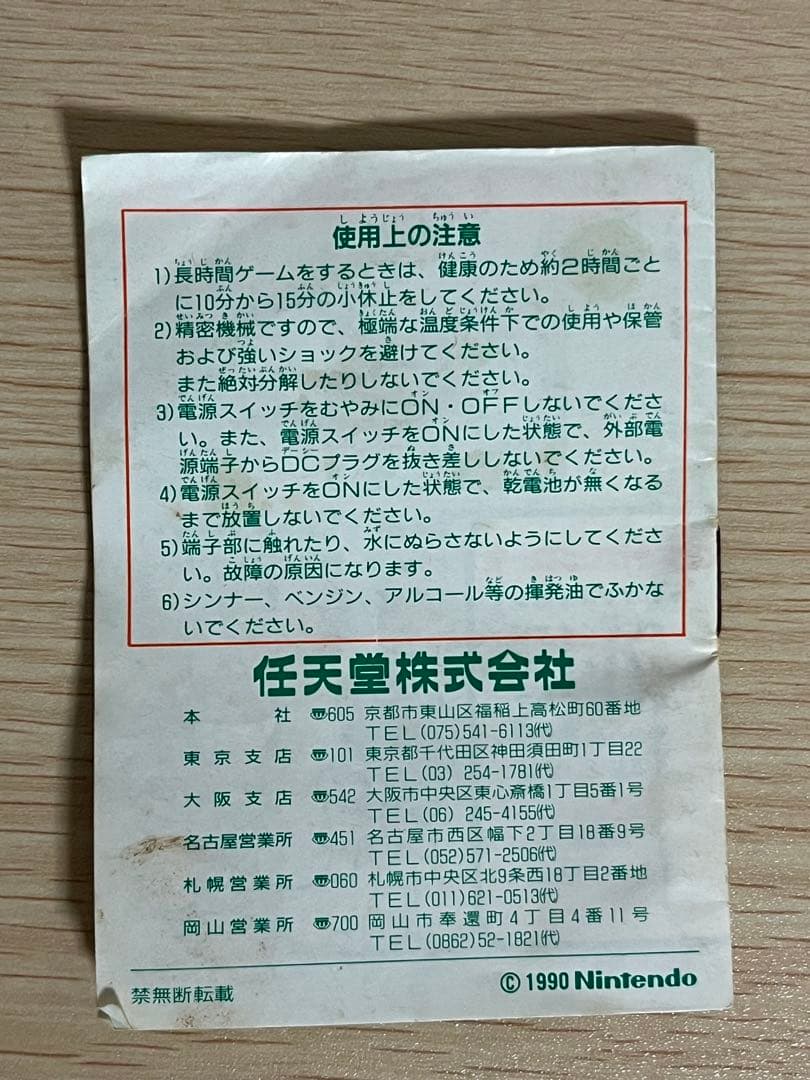 使用上の注意
1)長時間ゲームをするときは、健康のため約2時間ごと
に10分から15分の小休止をしてください。
2)精密機械ですので、極端な温度条件下での使用や保管
および強いショックを避けてください。
また絶対分解したりしないでください。
3)電源スイッチをむやみにON・OFFしないでくださ
い。また、電源スイッチをONにした状態で、外部電
源端子からDCプラグを抜き差ししないでください。
4)電源スイッチをONにした状態で、乾電池が無くなる
まで放置しないでください。
5)端子部に触れたり、水にぬらさないようにしてくださ
い。故障の原因になります。
6)シンナー、ベンジン、アルコール等の揮発油でふかな
いでください。
任天堂株式会社
本社 〠605 京都市東山区福稲上高松町60番地
TEL(075)541-6113㈹
東京支店 〠101 東京都千代田区神田須田町1丁目22
TEL(03) 254-1781㈹
大阪支店 〠542 大阪市中央区東心斎橋1丁目5番1号
TEL(06) 245-4155㈹
名古屋営業所 〠451 名古屋市西区幅下2丁目18番9号
TEL(052)571-2506㈹
札幌営業所 〠060 札幌市中央区北9条西18丁目2番地
TEL(011)621-0513㈹
岡山営業所 〠700 岡山市奉還町4丁目4番11号
TEL(0862)52-1821㈹
禁無断転載
© 1990 Nintendo